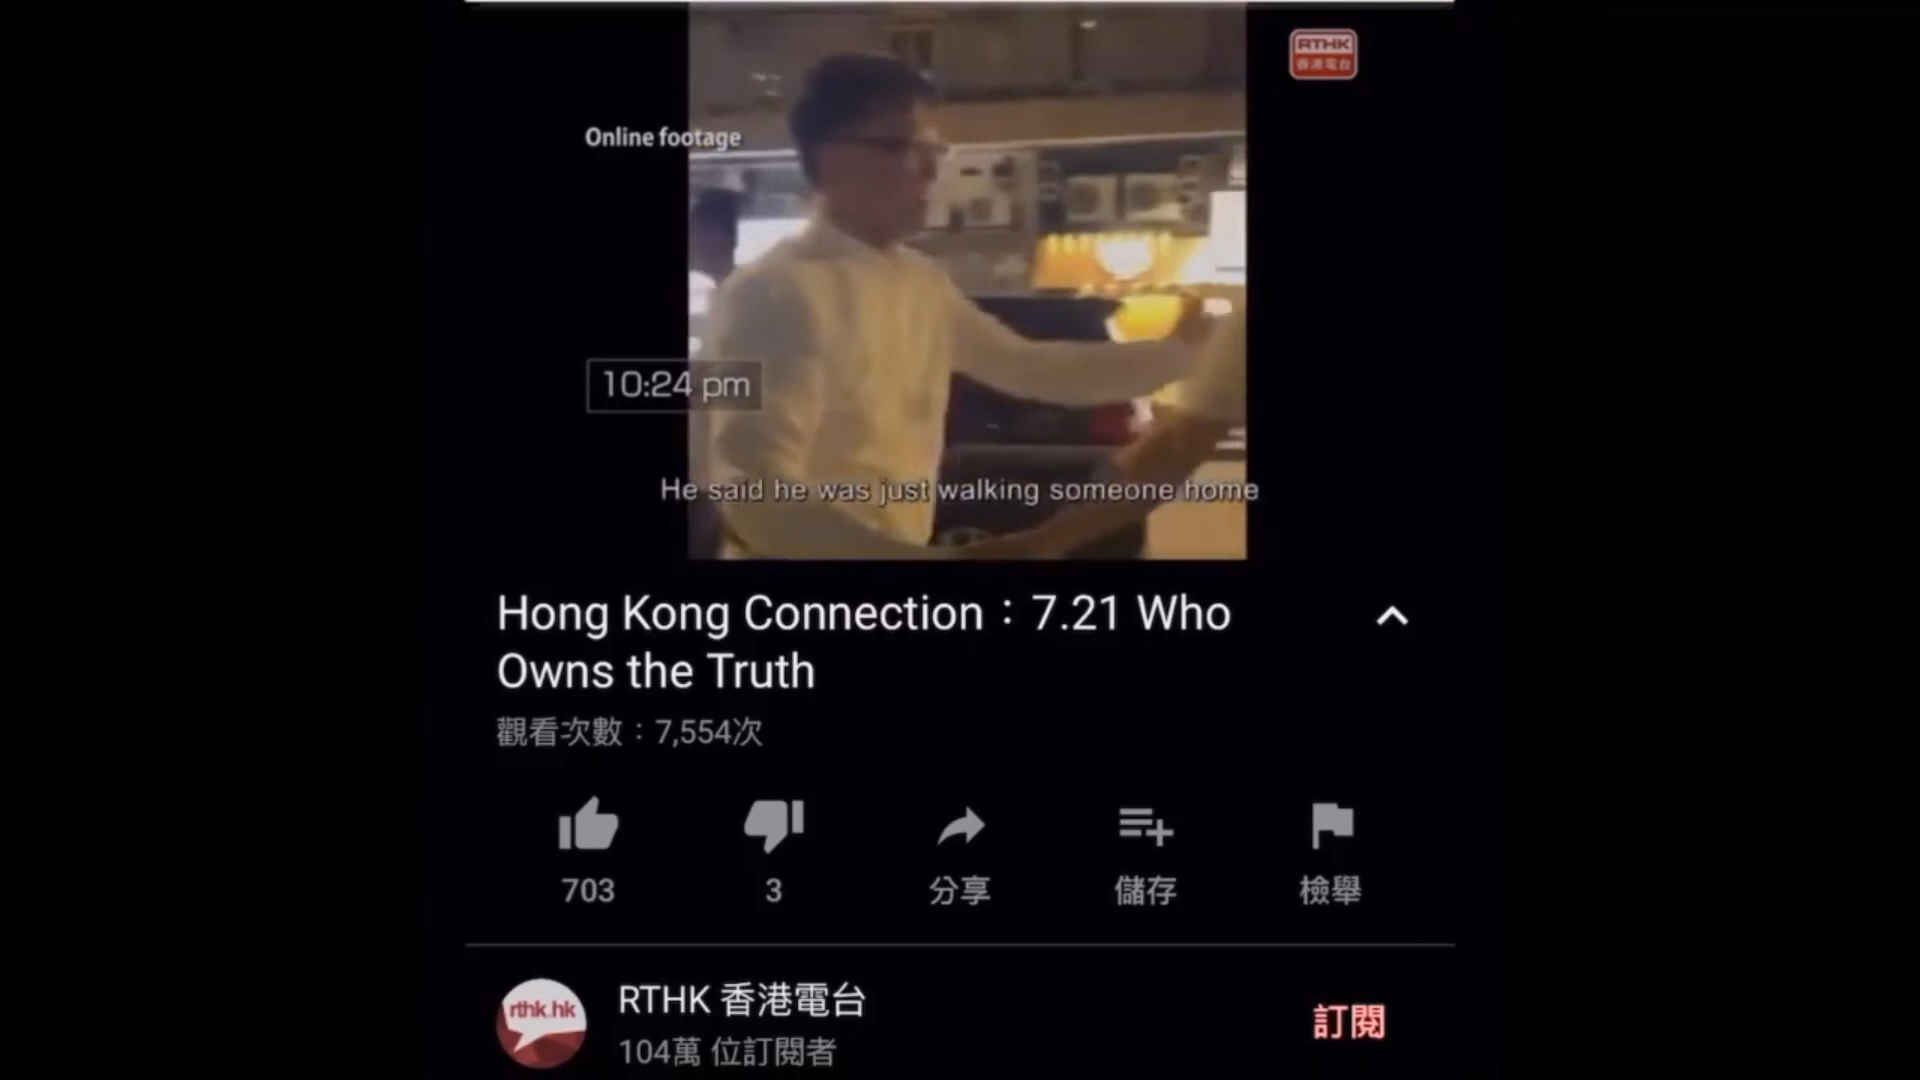 RTHK
香港電台
Online footage
10:24 pm
He said he was just walking someone home
Hong Kong Connection：7.21 Who
Owns the Truth
觀看次數：7,554次
703
3
分享
儲存
檢舉
rthk.hk
RTHK 香港電台
104萬 位訂閱者
訂閱